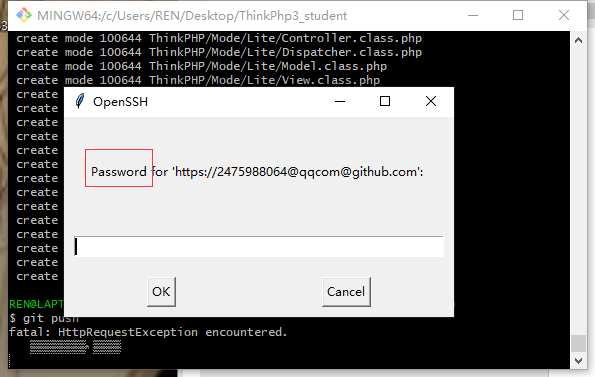 MINGW64:/c/Users/REN/Desktop/ThinkPhp3_student
create mode 100644 ThinkPHP/Mode/Lite/Controller.class.php
create mode 100644 ThinkPHP/Mode/Lite/Dispatcher.class.php
create mode 100644 ThinkPHP/Mode/Lite/Model.class.php
create mode 100644 ThinkPHP/Mode/Lite/View.class.php
create
create
create
create
create
create
create
create
create
create
create
create
create
create
OpenSSH
Password for 'https://2475988064@qqcom@github.com':
OK
Cancel
REN@LAPT
$ git push
fatal: HttpRequestException encountered.